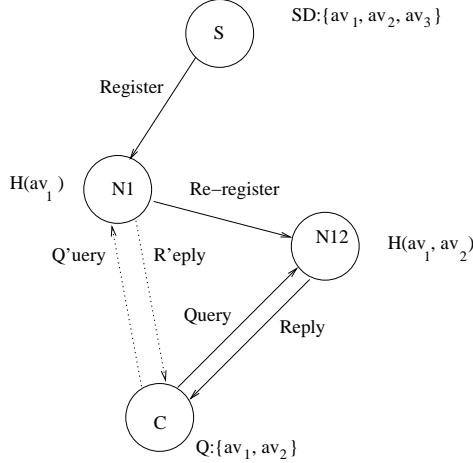 S
SD:{av1, av2, av3}
Register
H(av1)
N1
Re-register
N12
H(av1, av2)
Q'uery
R'eply
Query
Reply
C
Q:{av1, av2}